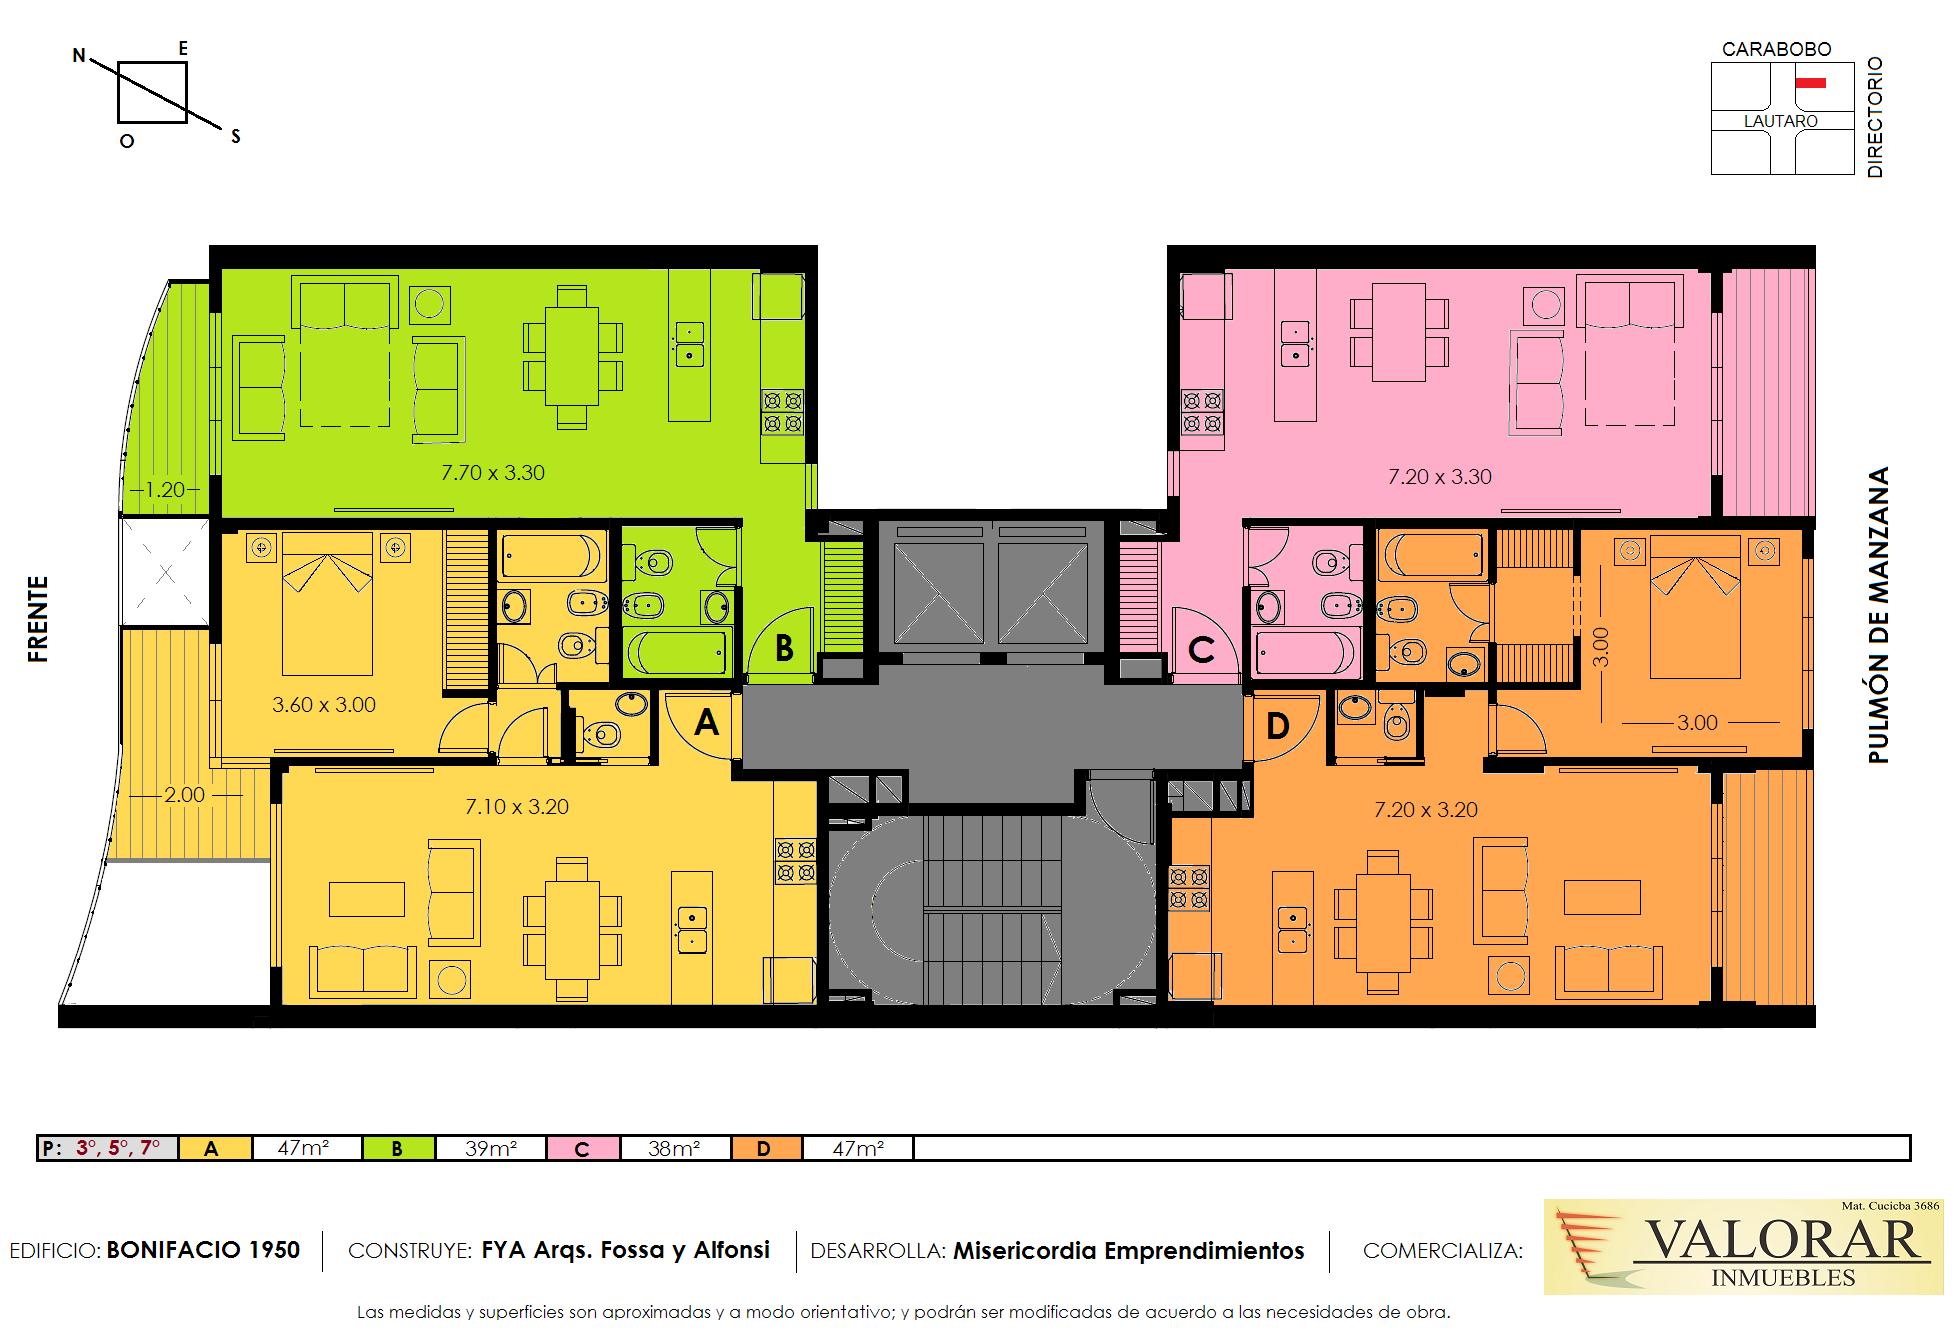 N
E
O
S
CARABOBO
LAUTARO
DIRECTORIO
FRENTE
PULMÓN DE MANZANA
7.70 x 3.30
1.20
B
7.20 x 3.30
C
3.60 x 3.00
A
2.00
7.10 x 3.20
D
3.00
3.00
7.20 x 3.20
P: 3°, 5°, 7° A 47m² B 39m² C 38m² D 47m²
EDIFICIO: BONIFACIO 1950 CONSTRUYE: FYA Arqs. Fossa y Alfonsi DESARROLLA: Misericordia Emprendimientos COMERCIALIZA:
Mat. Cucicba 3686
VALORAR
INMUEBLES
Las medidas y superficies son aproximadas y a modo orientativo; y podrán ser modificadas de acuerdo a las necesidades de obra.